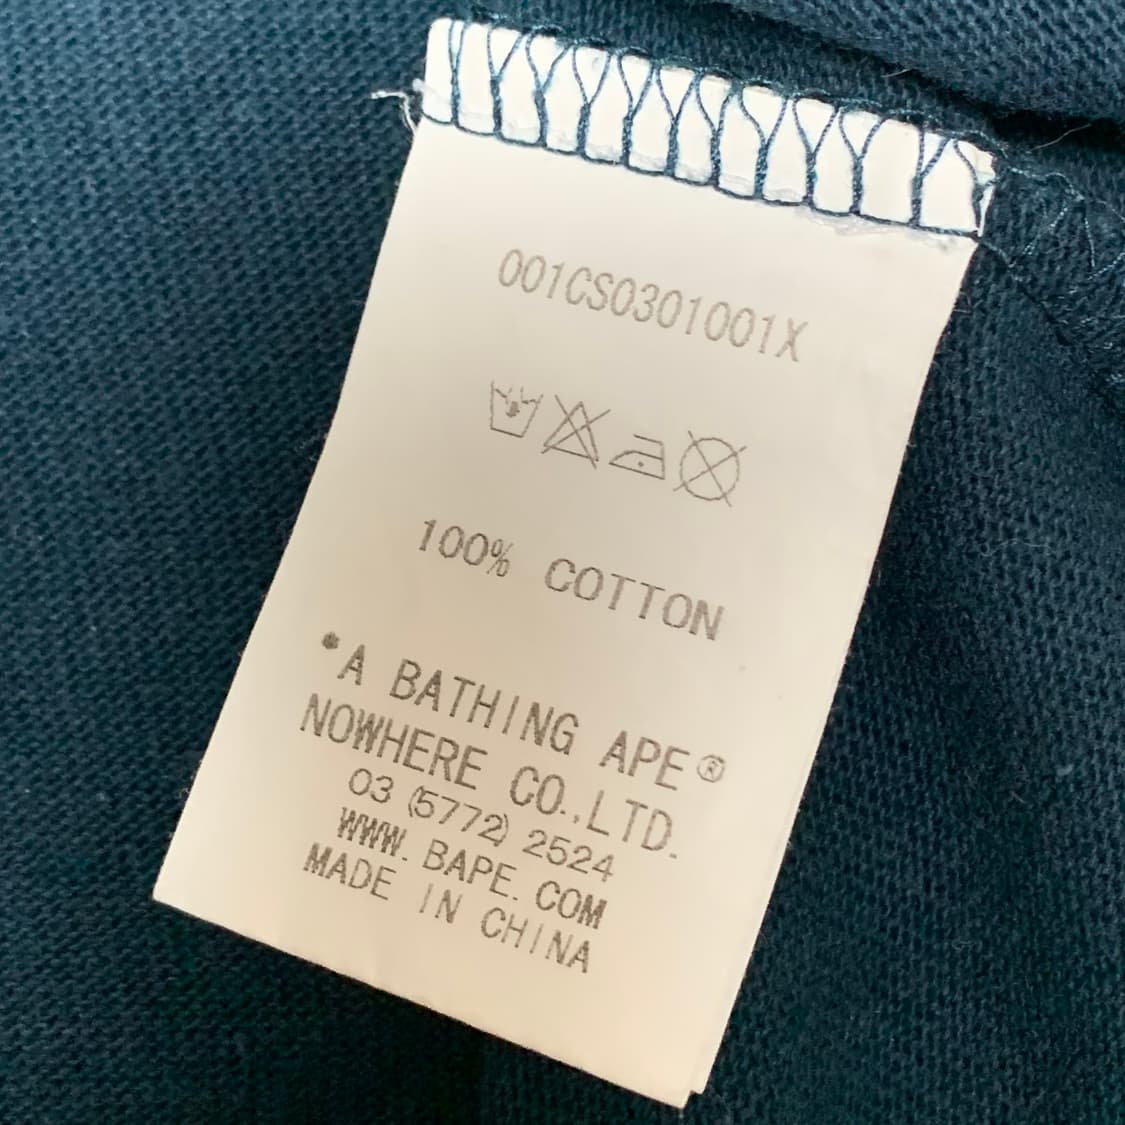 001CS0301001X
100% COTTON
*A BATHING APE®
NOWHERE CO.,LTD.
03 (5772) 2524
WWW. BAPE. COM
MADE IN CHINA